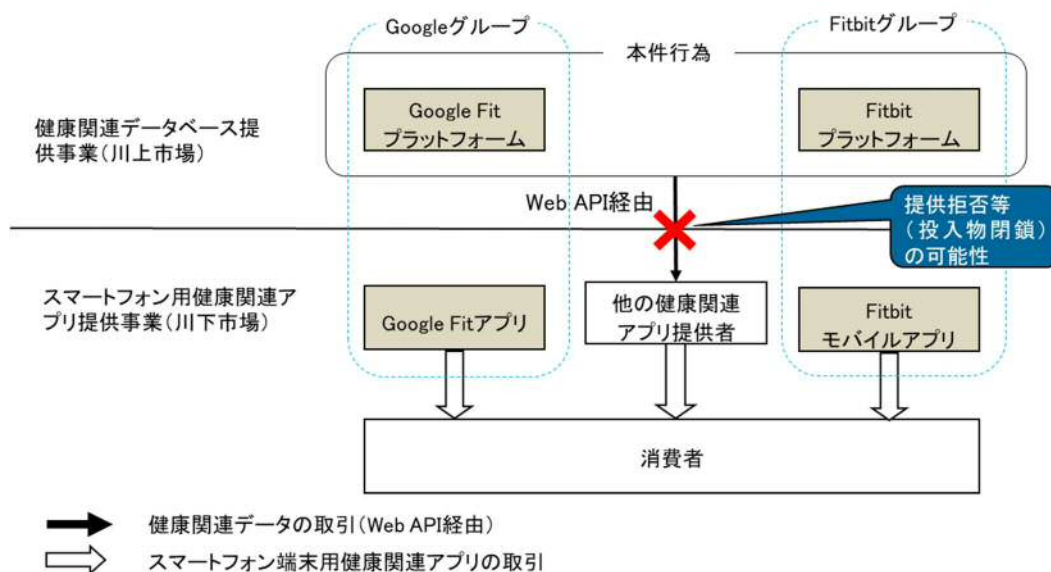 Googleグループ
Fitbitグループ
本件行為
健康関連データベース提
供事業(川上市場)
Google Fit
プラットフォーム
Fitbit
プラットフォーム
Web API経由
提供拒否等
(投入物閉鎖)
の可能性
スマートフォン用健康関連ア
プリ提供事業(川下市場)
Google Fitアプリ
他の健康関連
アプリ提供者
Fitbit
モバイルアプリ
消費者
健康関連データの取引(Web API経由)
スマートフォン端末用健康関連アプリの取引